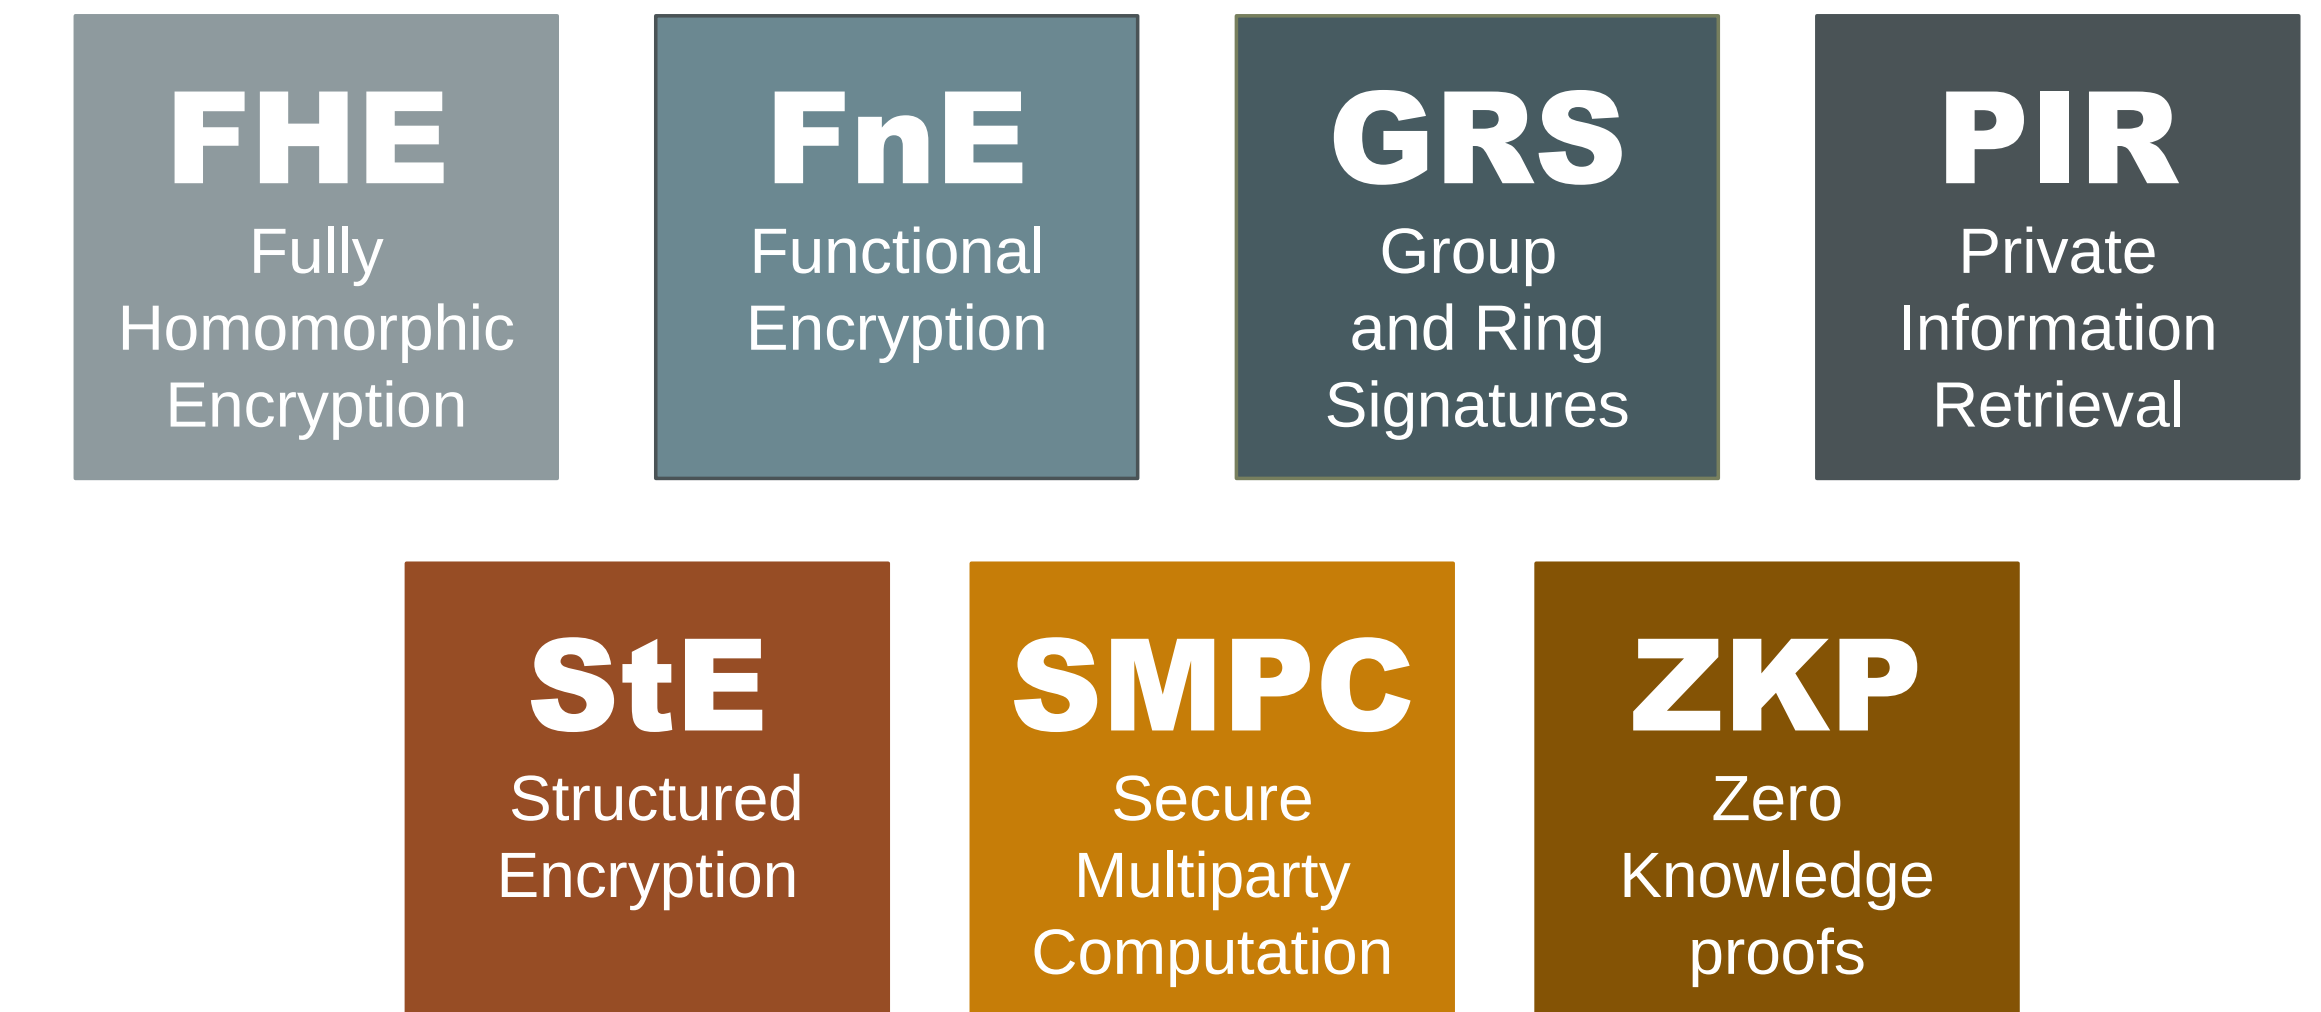 FHE
Fully
Homomorphic
Encryption
FnE
Functional
Encryption
GRS
Group
and Ring
Signatures
PIR
Private
Information
Retrieval
StE
Structured
Encryption
SMPC
Secure
Multiparty
Computation
ZKP
Zero
Knowledge
proofs